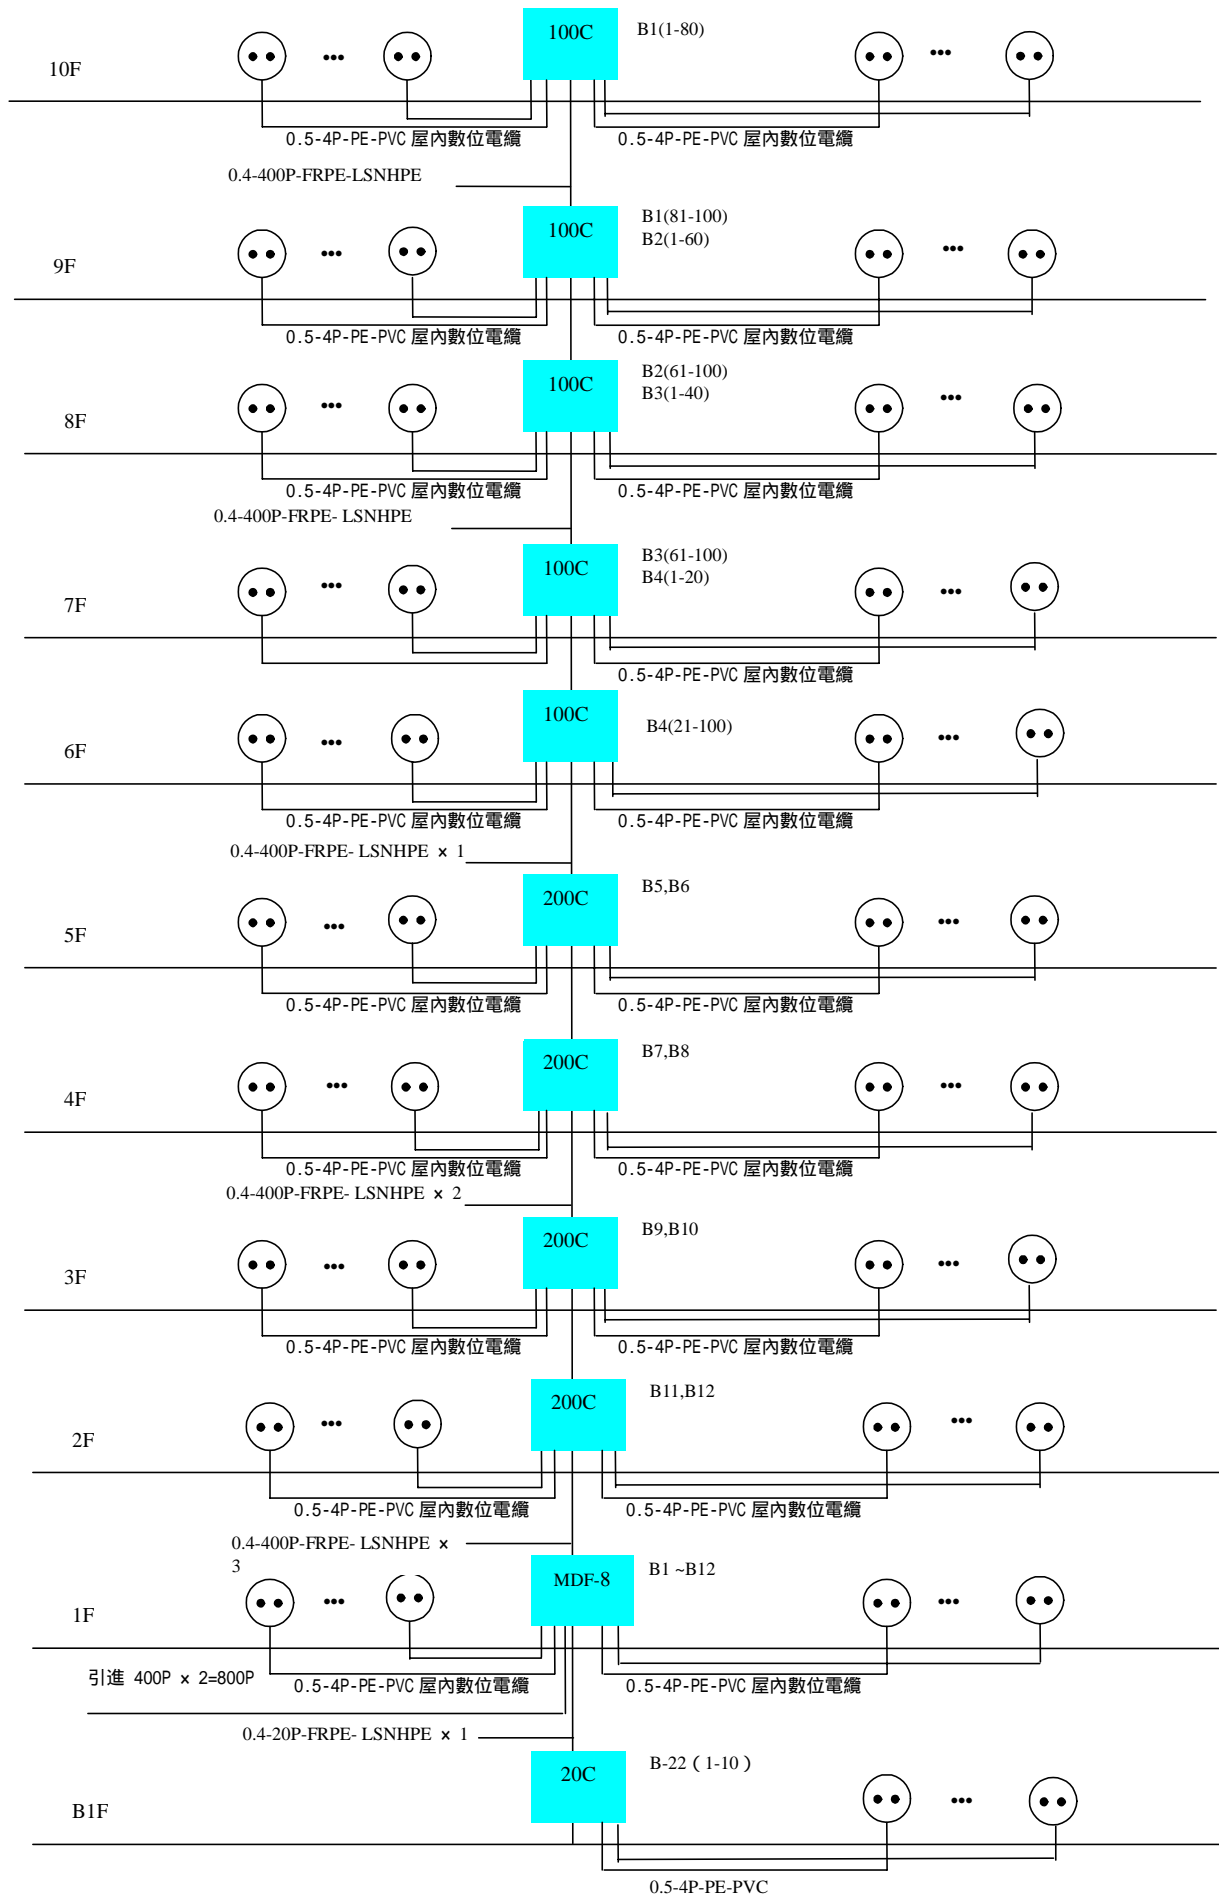 100C
B1(1-80)
10F
0.5-4P-PE-PVC 屋內數位電纜
0.5-4P-PE-PVC 屋內數位電纜
0.4-400P-FRPE-LSNHPE
100C
B1(81-100)
B2(1-60)
9F
0.5-4P-PE-PVC 屋內數位電纜
0.5-4P-PE-PVC 屋內數位電纜
100C
B2(61-100)
B3(1-40)
8F
0.5-4P-PE-PVC 屋內數位電纜
0.5-4P-PE-PVC 屋內數位電纜
0.4-400P-FRPE- LSNHPE
100C
B3(61-100)
B4(1-20)
7F
0.5-4P-PE-PVC 屋內數位電纜
100C
B4(21-100)
6F
0.5-4P-PE-PVC 屋內數位電纜
0.5-4P-PE-PVC 屋內數位電纜
0.4-400P-FRPE- LSNHPE × 1
200C
B5,B6
5F
0.5-4P-PE-PVC 屋內數位電纜
0.5-4P-PE-PVC 屋內數位電纜
200C
B7,B8
4F
0.5-4P-PE-PVC 屋內數位電纜
0.5-4P-PE-PVC 屋內數位電纜
0.4-400P-FRPE- LSNHPE × 2
200C
B9,B10
3F
0.5-4P-PE-PVC 屋內數位電纜
0.5-4P-PE-PVC 屋內數位電纜
200C
B11,B12
2F
0.5-4P-PE-PVC 屋內數位電纜
0.5-4P-PE-PVC 屋內數位電纜
0.4-400P-FRPE- LSNHPE ×
3
MDF-8
B1 ~B12
1F
引進 400P × 2=800P
0.5-4P-PE-PVC 屋內數位電纜
0.5-4P-PE-PVC 屋內數位電纜
0.4-20P-FRPE- LSNHPE × 1
20C
B-22（1-10）
B1F
0.5-4P-PE-PVC